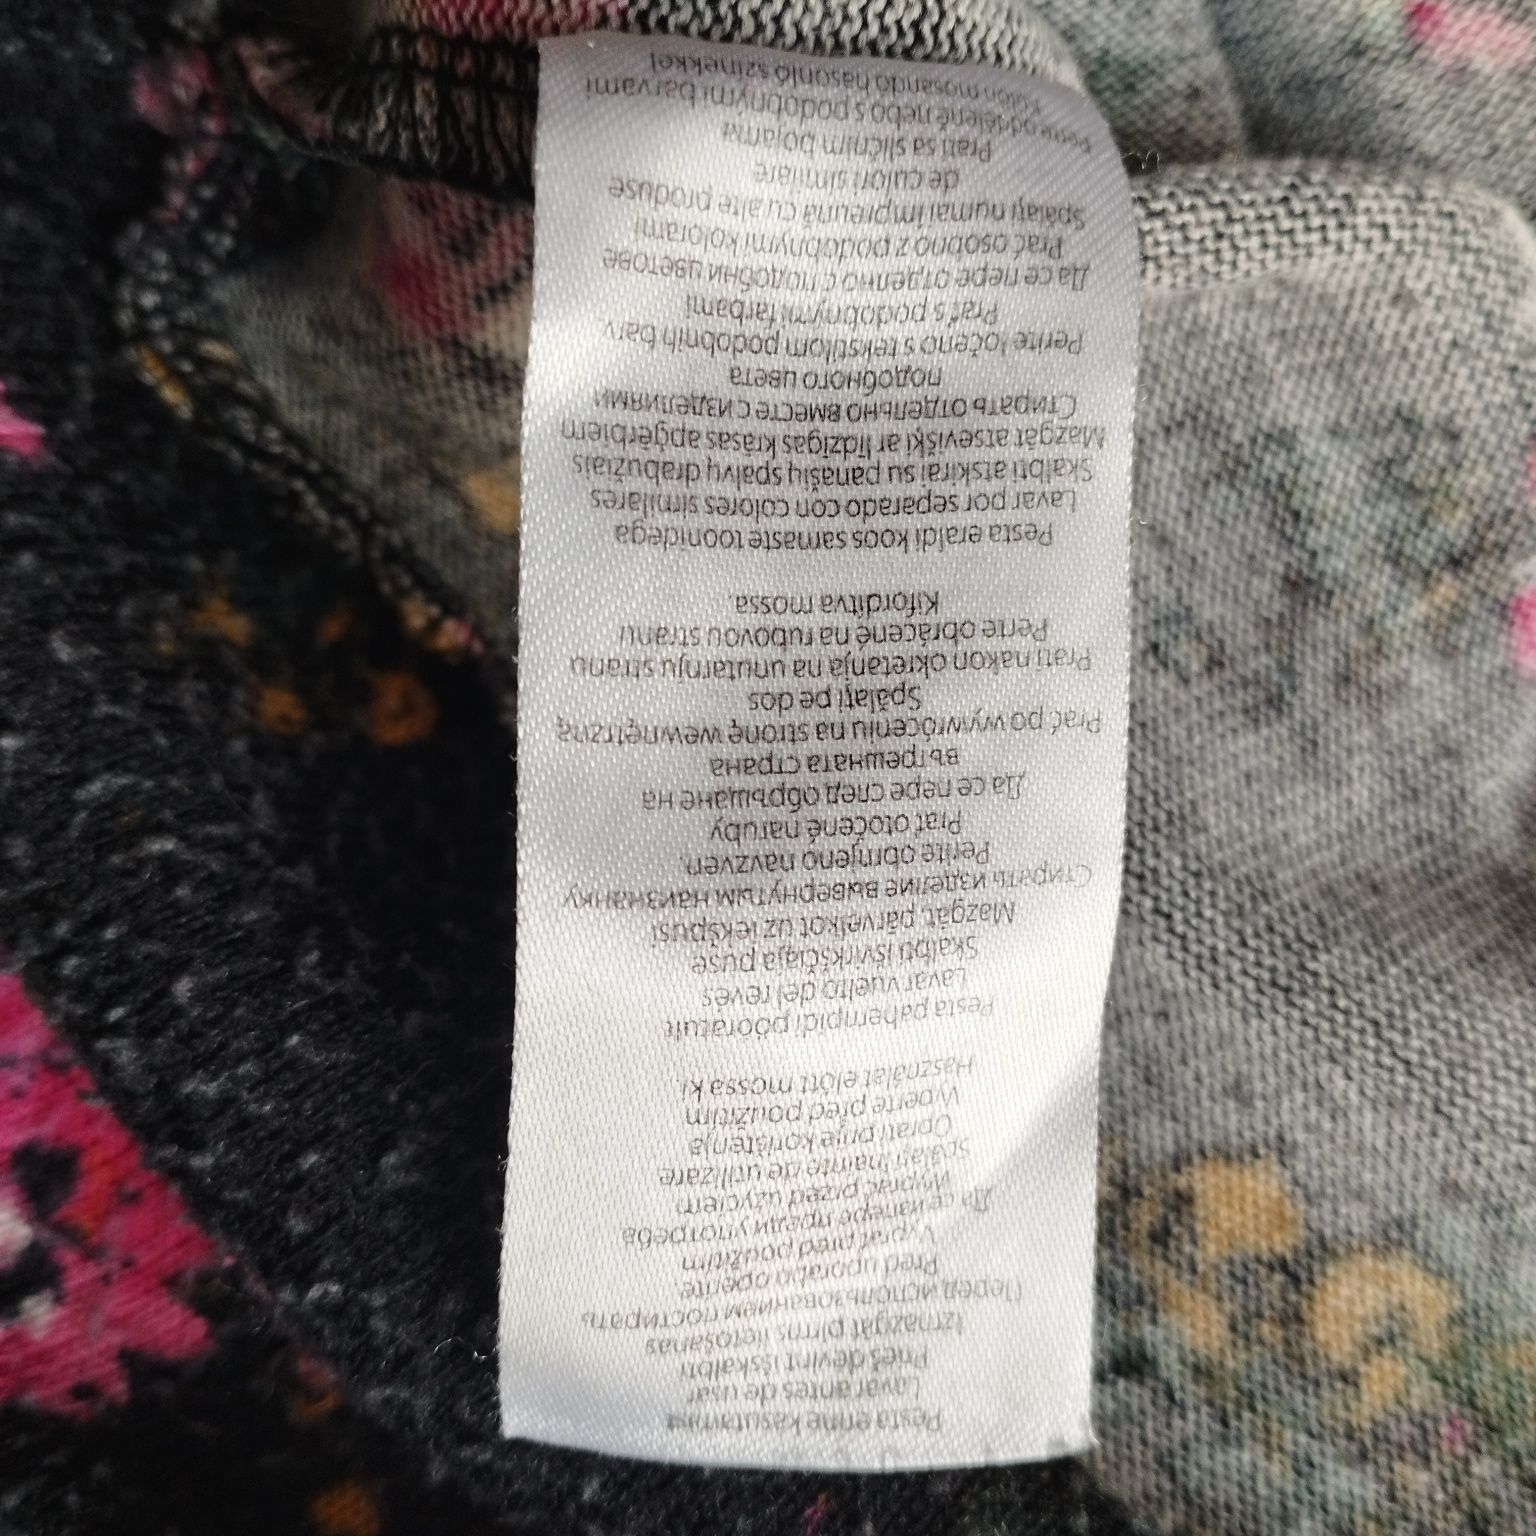 Pesta enne kasutamist
Lavar antes de usar
Prieš dėvint išskalbti
Izmazgāt pirms lietošanas
Перед использованием постирать
Pred uporabo operite.
Vyprať pred použitím
Да се изпере преди употреба
Wyprać przed użyciem
Spălați înainte de utilizare
Oprati prije korištenja
Vyperte před použitím
Használat előtt mossa ki.
Pesta pahempidi pööratult
Lavar vuelto del revés
Skalbti išvirkščiąja puse
Mazgāt, pārvelkot uz iekšpusi
Стирать изделие вывернутым наизнанку
Perite obrnjeno navzven.
Prať otočené naruby
Да се пере след обръщане на
вътрешната страна
Prać po wywróceniu na stronę wewnętrzną
Spălați pe dos
Prati nakon okretanja na unutarnju stranu
Perte obrácené na rubovou stranu
Kifordítva mossa.
Pesta eraldi koos samaste toonidega
Lavar por separado con colores similares
Skalbti atskirai su panašių spalvų drabužiais
Mazgāt atsevišķi ar līdzīgas krāsas apģērbiem
Стирать отдельно вместе с изделиями
подобного цвета
Perite ločeno s tekstilom podobnih barv
Prať s podobnými farbami
Да се пере отделно с подобни цветове
Prać osobno z podobnymi kolorami
Spălați numai împreună cu alte produse
de culori similare
Prati sa sličnim bojama
Perte odděleně nebo s podobnými barvami
Külön mosandó hasonló színekkel